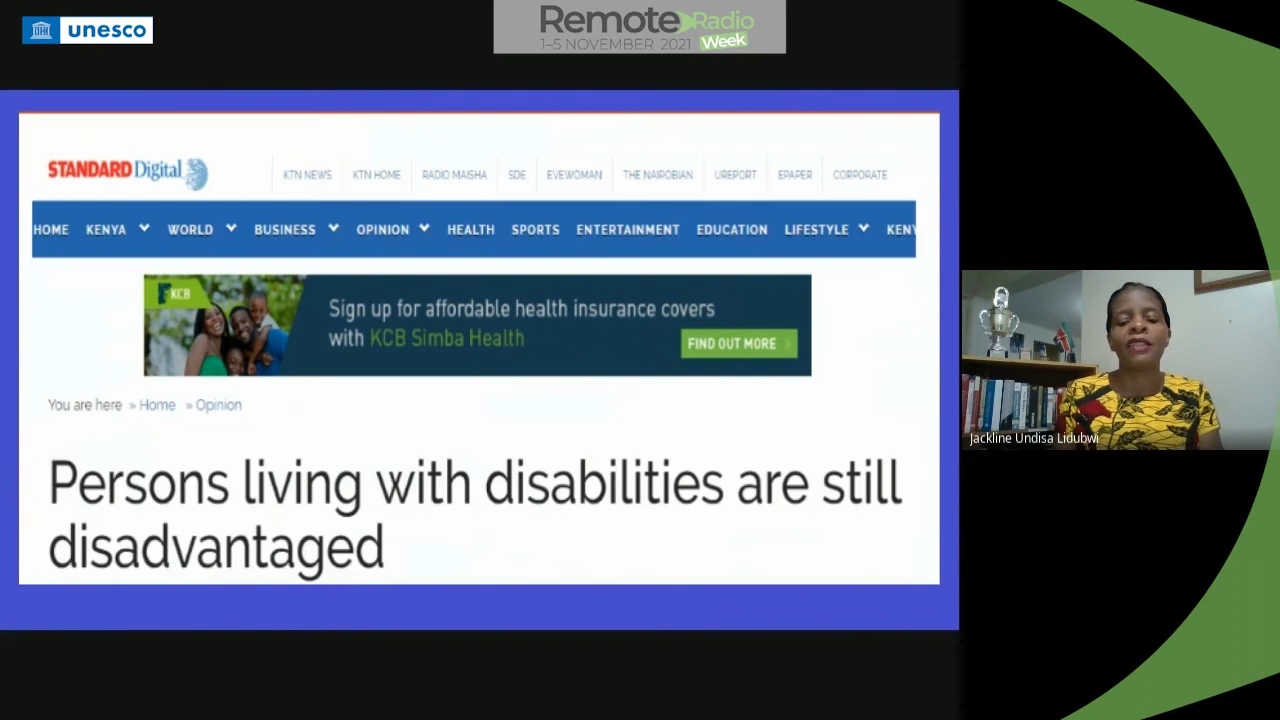 unesco
Remote Radio
1–5 NOVEMBER 2021 Week
STANDARD Digital
KTN NEWS KTN HOME RADIO MAISHA SDE EVEWOMAN THE NAIROBIAN UREPORT EPAPER CORPORATE
HOME KENYA WORLD BUSINESS OPINION HEALTH SPORTS ENTERTAINMENT EDUCATION LIFESTYLE KENY
KCB
Sign up for affordable health insurance covers
with KCB Simba Health
FIND OUT MORE
You are here » Home » Opinion
Persons living with disabilities are still
disadvantaged
Jackline Undisa Lidubwi